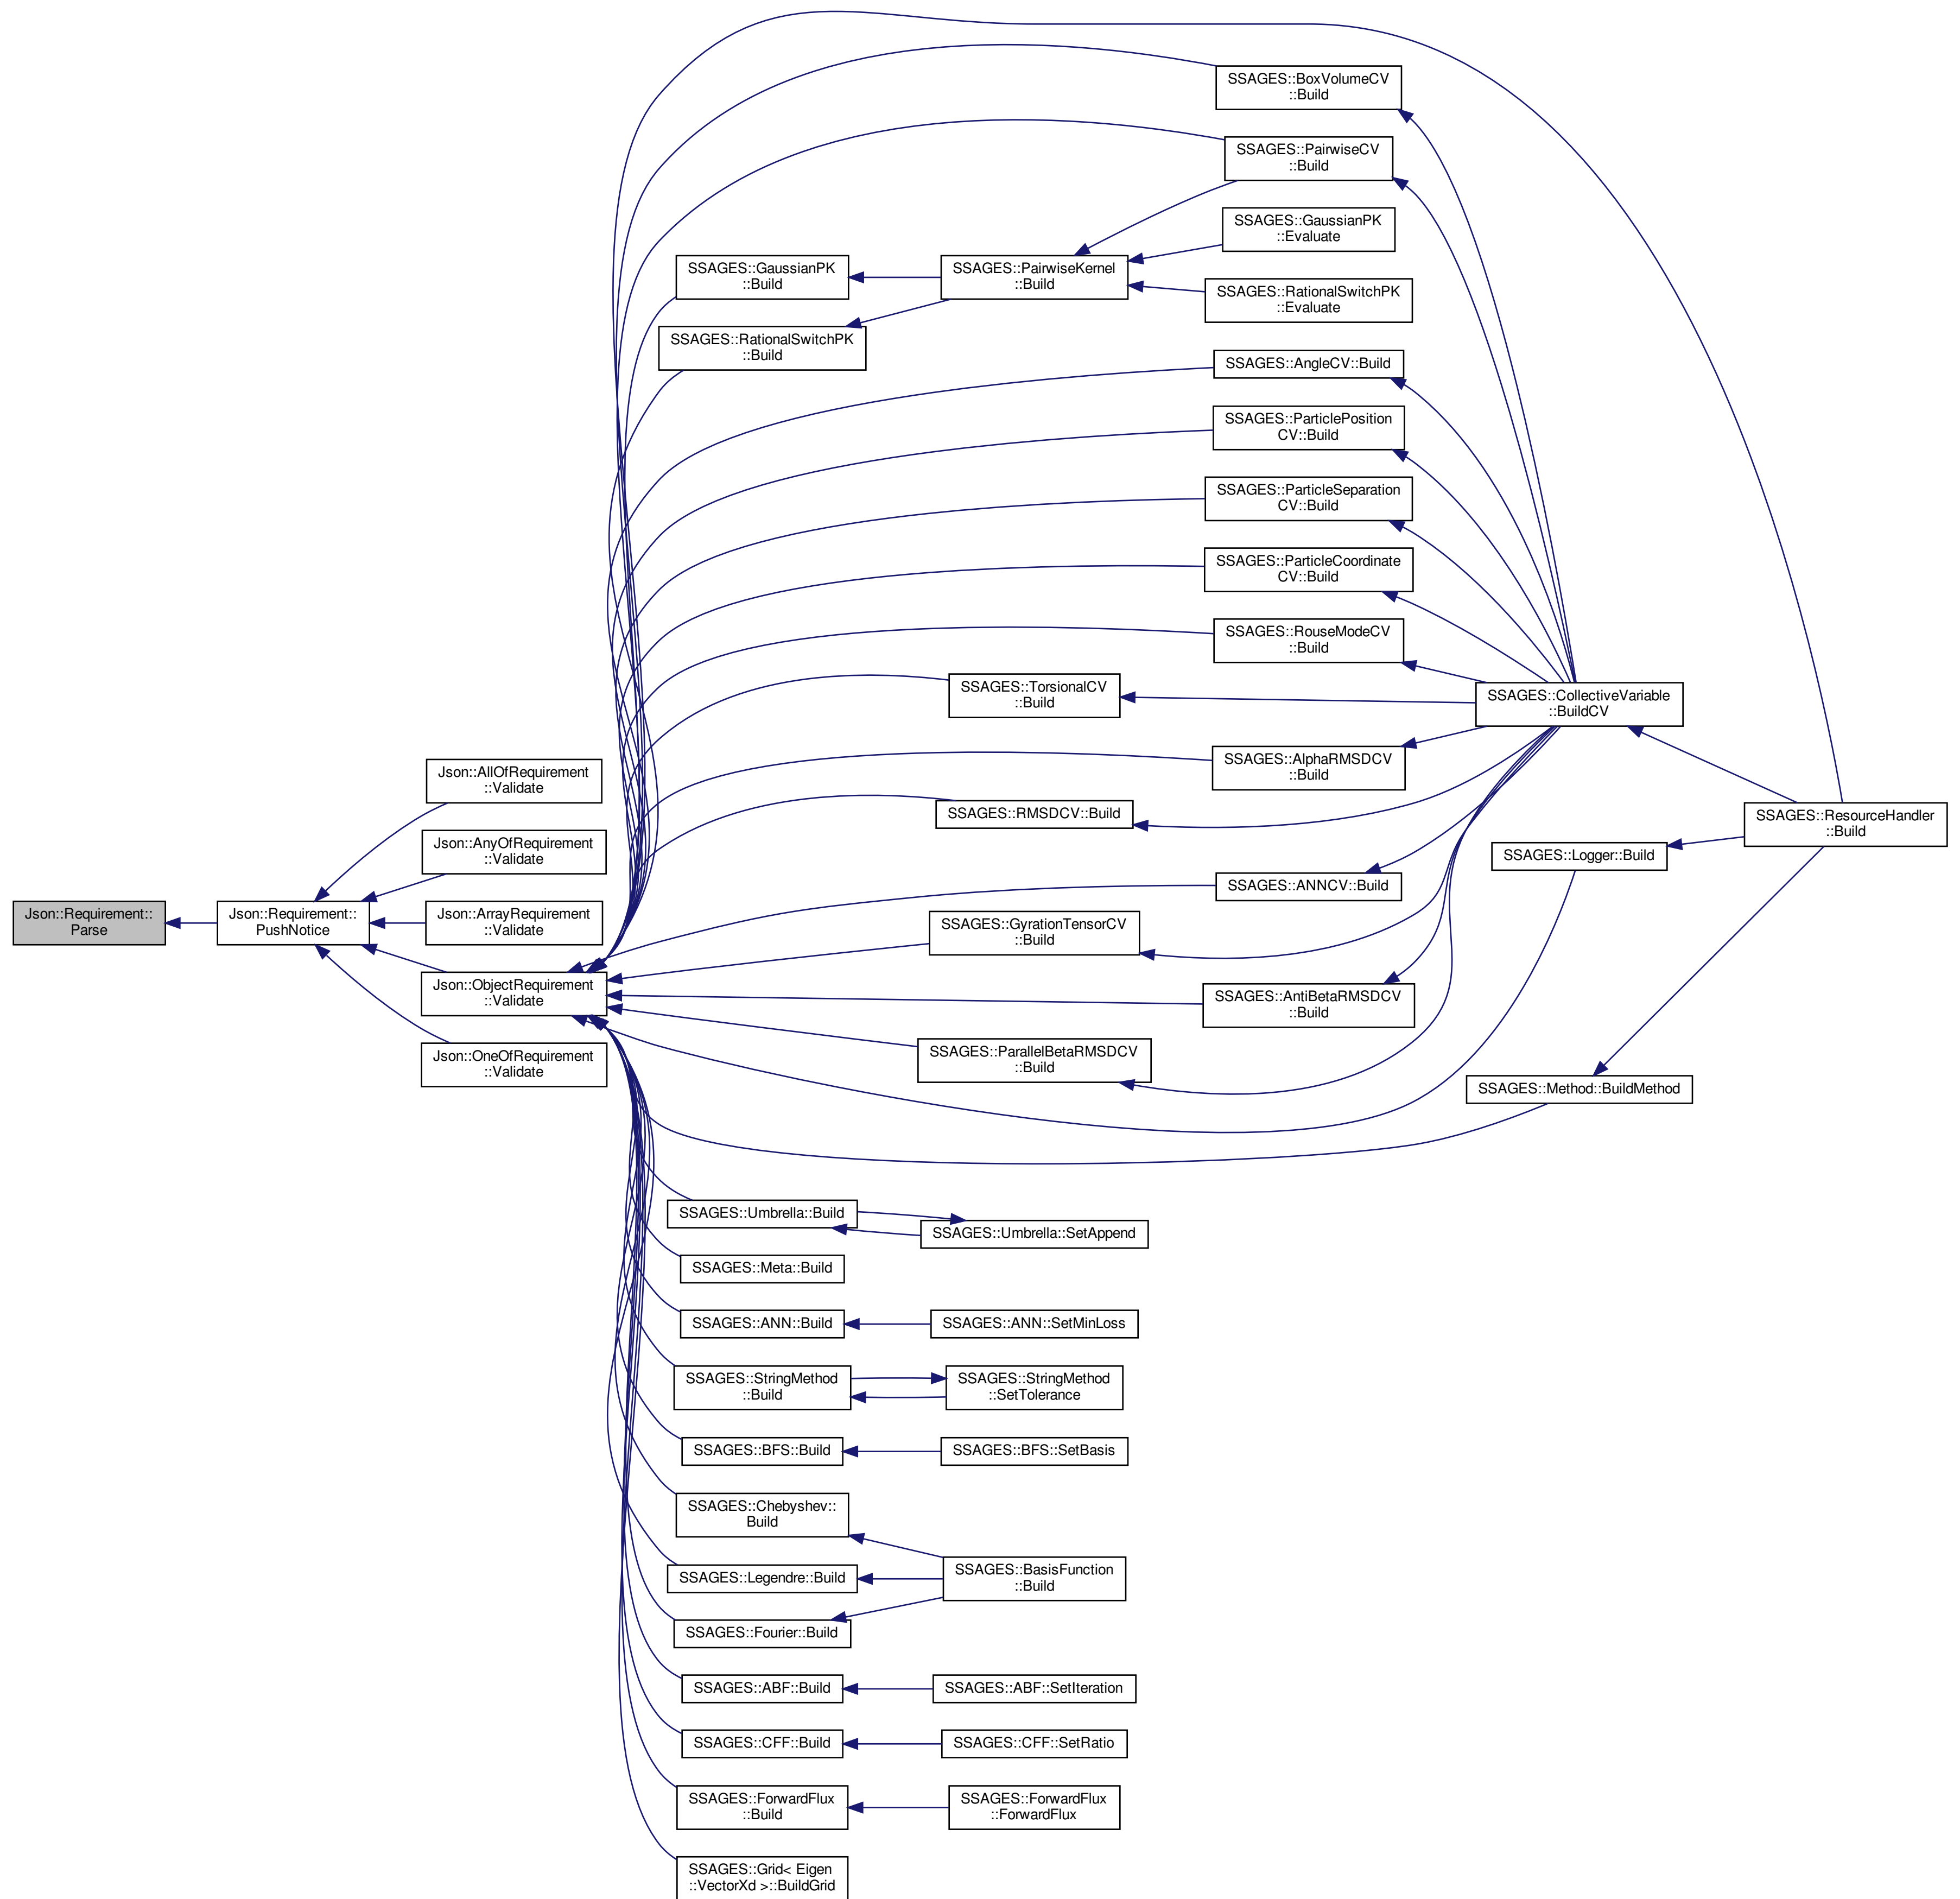 SSAGES::BoxVolumeCV
::Build
SSAGES::PairwiseCV
::Build
SSAGES::GaussianPK
::Evaluate
SSAGES::GaussianPK
::Build
SSAGES::PairwiseKernel
::Build
SSAGES::RationalSwitchPK
::Evaluate
SSAGES::RationalSwitchPK
::Build
SSAGES::AngleCV::Build
SSAGES::ParticlePosition
CV::Build
SSAGES::ParticleSeparation
CV::Build
SSAGES::ParticleCoordinate
CV::Build
SSAGES::RouseModeCV
::Build
SSAGES::TorsionalCV
::Build
SSAGES::CollectiveVariable
::BuildCV
SSAGES::AlphaRMSDCV
::Build
Json::AllOfRequirement
::Validate
SSAGES::RMSDCV::Build
SSAGES::ResourceHandler
::Build
Json::AnyOfRequirement
::Validate
SSAGES::Logger::Build
SSAGES::ANNCV::Build
Json::Requirement::
Parse
Json::Requirement::
PushNotice
Json::ArrayRequirement
::Validate
SSAGES::GyrationTensorCV
::Build
Json::ObjectRequirement
::Validate
SSAGES::AntiBetaRMSDCV
::Build
Json::OneOfRequirement
::Validate
SSAGES::ParallelBetaRMSDCV
::Build
SSAGES::Method::BuildMethod
SSAGES::Umbrella::Build
SSAGES::Umbrella::SetAppend
SSAGES::Meta::Build
SSAGES::ANN::Build
SSAGES::ANN::SetMinLoss
SSAGES::StringMethod
::Build
SSAGES::StringMethod
::SetTolerance
SSAGES::BFS::Build
SSAGES::BFS::SetBasis
SSAGES::Chebyshev::
Build
SSAGES::Legendre::Build
SSAGES::BasisFunction
::Build
SSAGES::Fourier::Build
SSAGES::ABF::Build
SSAGES::ABF::SetIteration
SSAGES::CFF::Build
SSAGES::CFF::SetRatio
SSAGES::ForwardFlux
::Build
SSAGES::ForwardFlux
::ForwardFlux
SSAGES::Grid< Eigen
::VectorXd >::BuildGrid